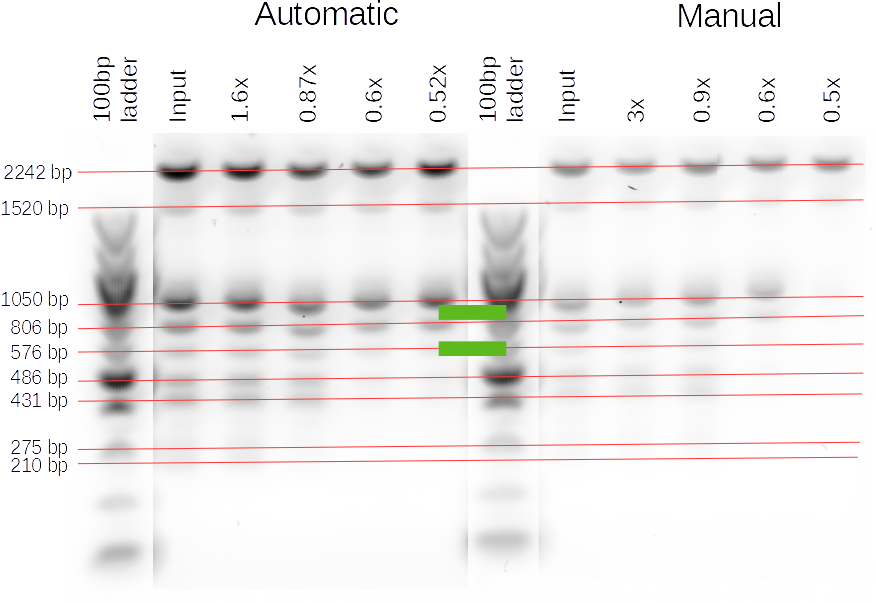 Automatic
Manual
100bp
ladder
Input
1.6x
0.87x
0.6x
0.52x
100bp
ladder
Input
3x
0.9x
0.6x
0.5x
2242 bp
1520 bp
1050 bp
806 bp
576 bp
486 bp
431 bp
275 bp
210 bp